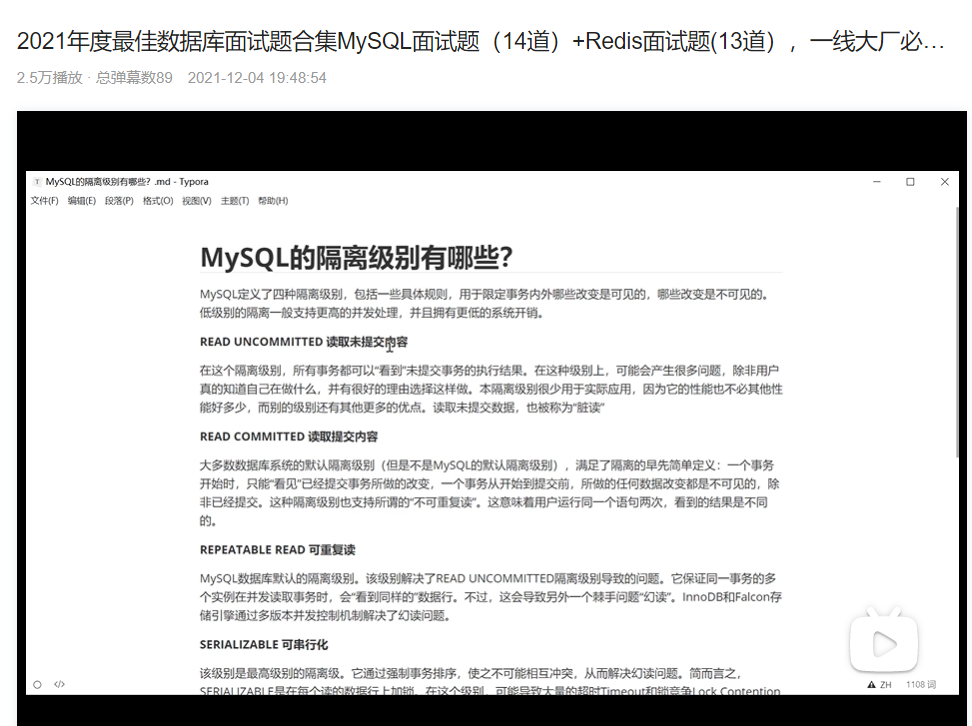 2021年度最佳数据库面试题合集MySQL面试题（14道）+Redis面试题(13道），一线大厂必…
2.5万播放 · 总弹幕数89 2021-12-04 19:48:54
T MySQL的隔离级别有哪些？.md - Typora
文件(F) 编辑(E) 段落(P) 格式(O) 视图(V) 主题(T) 帮助(H)
MySQL的隔离级别有哪些？
MySQL定义了四种隔离级别，包括一些具体规则，用于限定事务内外哪些改变是可见的，哪些改变是不可见的。
低级别的隔离一般支持更高的并发处理，并且拥有更低的系统开销。
READ UNCOMMITTED 读取未提交内容
在这个隔离级别，所有事务都可以“看到”未提交事务的执行结果。在这种级别上，可能会产生很多问题，除非用户
真的知道自己在做什么，并有很好的理由选择这样做。本隔离级别很少用于实际应用，因为它的性能也不必其他性
能好多少，而别的级别还有其他更多的优点。读取未提交数据，也被称为“脏读”
READ COMMITTED 读取提交内容
大多数数据库系统的默认隔离级别（但是不是MySQL的默认隔离级别），满足了隔离的早先简单定义：一个事务
开始时，只能“看见”已经提交事务所做的改变，一个事务从开始到提交前，所做的任何数据改变都是不可见的，除
非已经提交。这种隔离级别也支持所谓的“不可重复读”。这意味着用户运行同一个语句两次，看到的结果是不同
的。
REPEATABLE READ 可重复读
MySQL数据库默认的隔离级别。该级别解决了READ UNCOMMITTED隔离级别导致的问题。它保证同一事务的多
个实例在并发读取事务时，会“看到同样的”数据行。不过，这会导致另外一个棘手问题“幻读”。InnoDB和Falcon存
储引擎通过多版本并发控制机制解决了幻读问题。
SERIALIZABLE 可串行化
该级别是最高级别的隔离级。它通过强制事务排序，使之不可能相互冲突，从而解决幻读问题。简而言之，
SERIALIZABLE是在每个读的数据行上加锁。在这个级别，可能导致大量的超时Timeout和锁竞争Lock Contention
</> ZH 1108 词